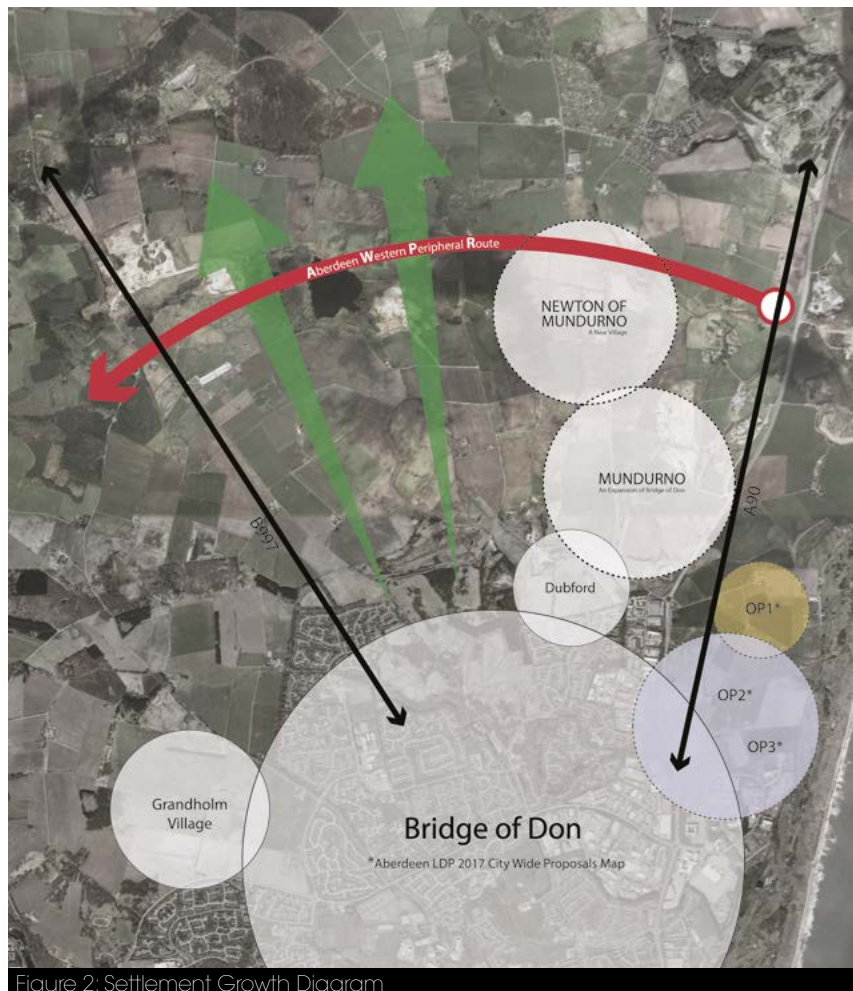 Aberdeen Western Peripheral Route
NEWTON OF
MUNDURNO
A New Village
MUNDURNO
An Expansion of Bridge of Don
B997
A90
Dubford
OP1*
OP2*
OP3*
Grandholm
Village
Bridge of Don
*Aberdeen LDP 2017 City Wide Proposals Map
Figure 2: Settlement Growth Diagram